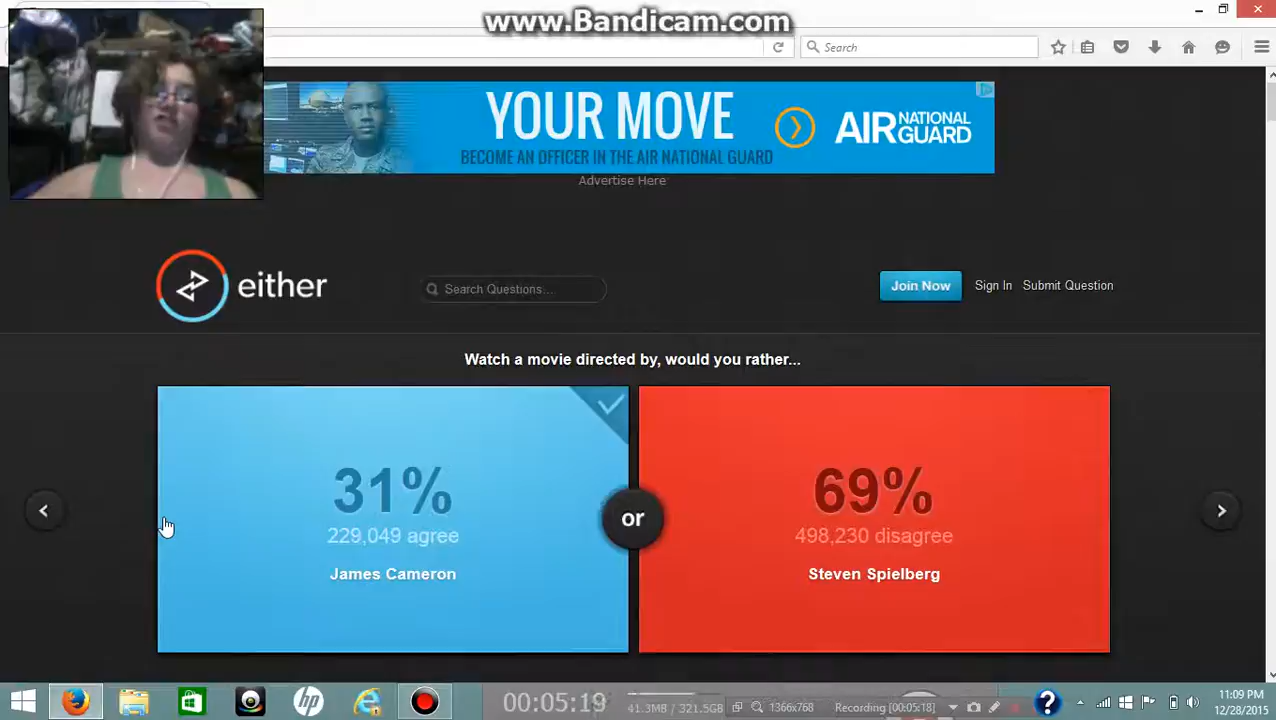 www.Bandicam.com
Search
YOUR MOVE
BECOME AN OFFICER IN THE AIR NATIONAL GUARD
AIR NATIONAL GUARD
Advertise Here
either
Search Questions...
Join Now
Sign In
Submit Question
Watch a movie directed by, would you rather...
31%
229,049 agree
James Cameron
or
69%
498,230 disagree
Steven Spielberg
hp
00:05:19
41.3MB / 321.5GB
1366x768
Recording [00:05:18]
11:09 PM
12/28/2015